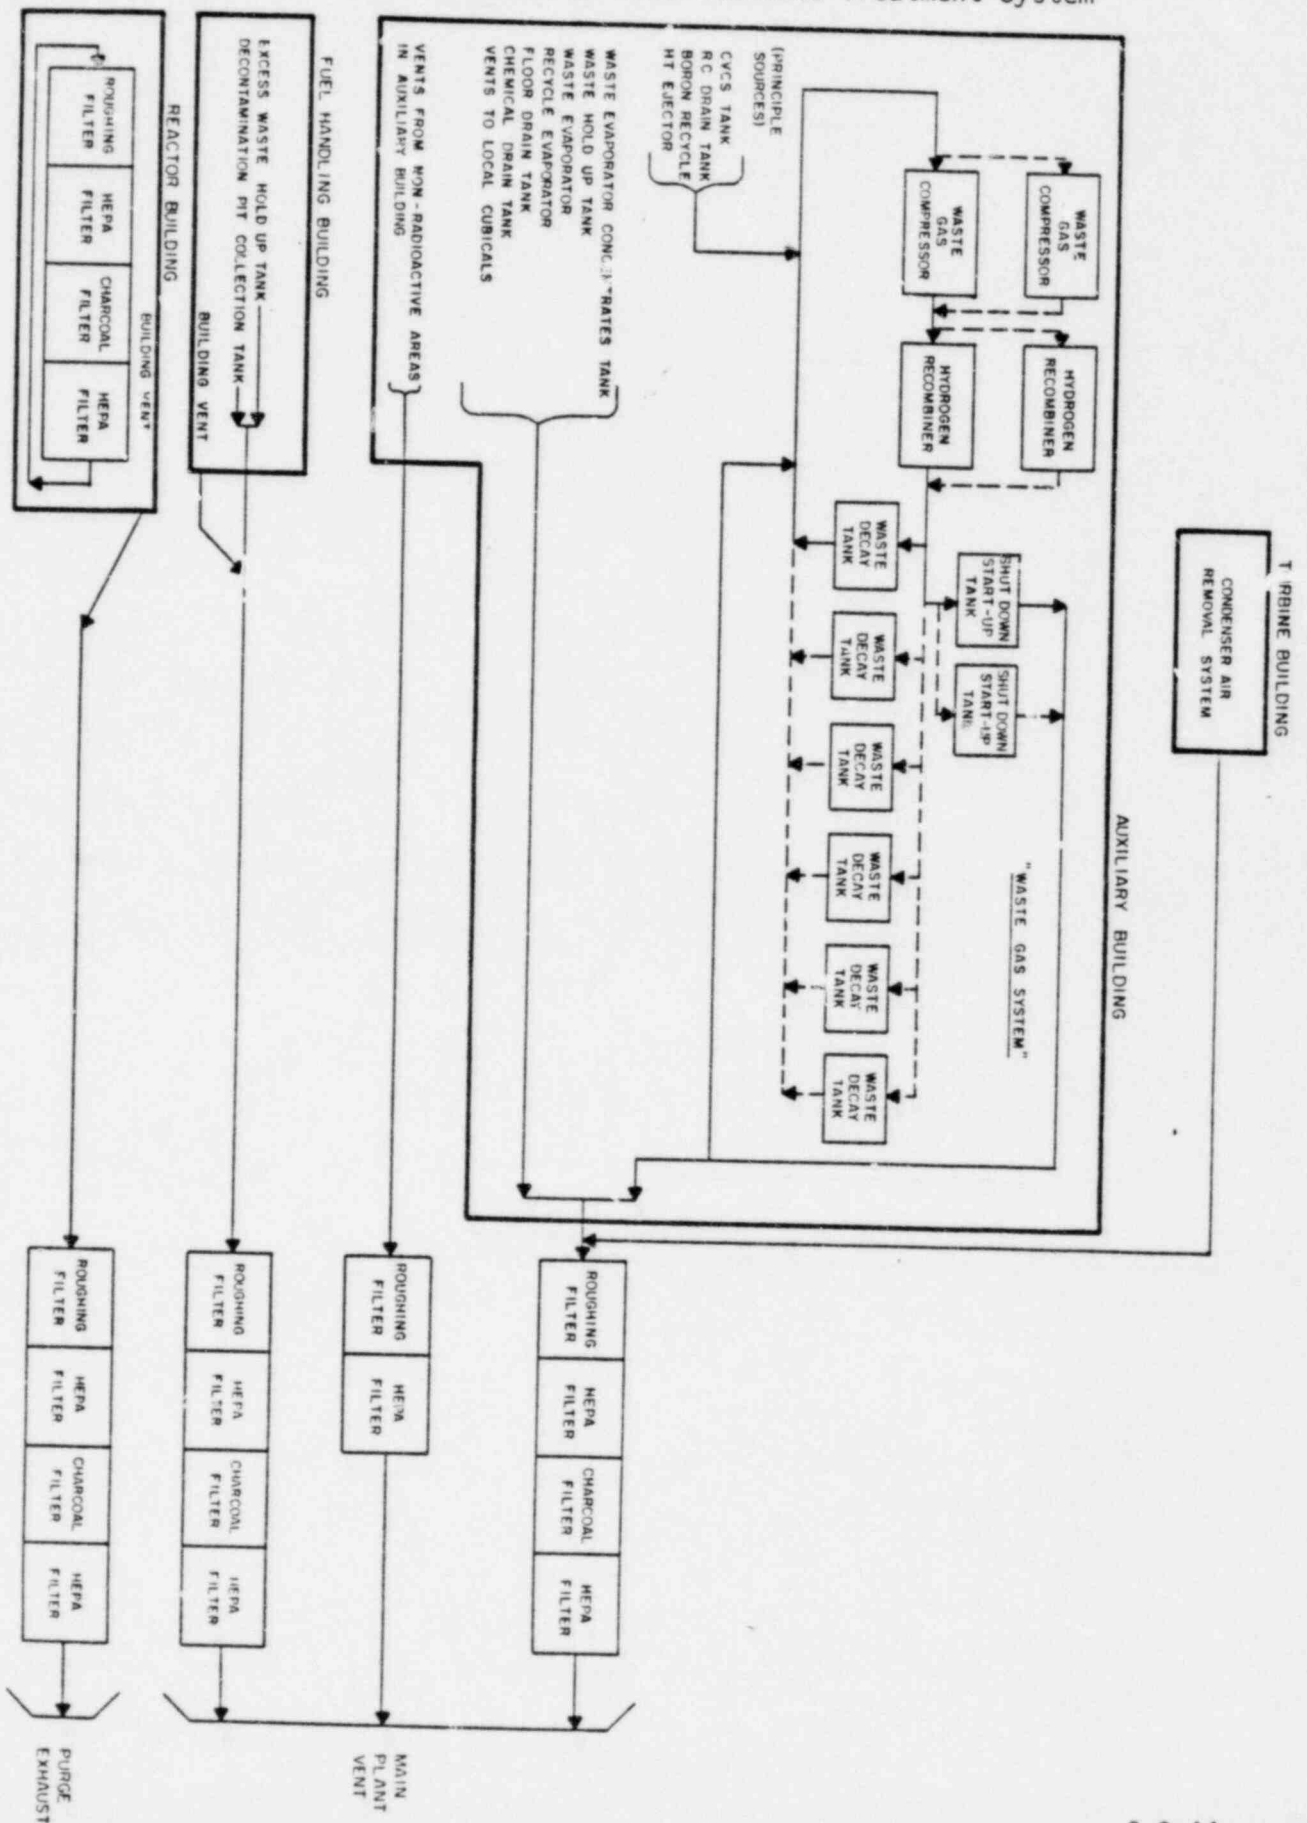 Treatment System
TURBINE BUILDING
CONDENSER AIR
REMOVAL SYSTEM
AUXILIARY BUILDING
"WASTE GAS SYSTEM"
WASTE
GAS
COMPRESSOR
HYDROGEN
RECOMBINER
WASTE
GAS
COMPRESSOR
HYDROGEN
RECOMBINER
SHUT DOWN
START-UP
TANK
SHUT DOWN
START-UP
TANK
WASTE
DECAY
TANK
WASTE
DECAY
TANK
WASTE
DECAY
TANK
WASTE
DECAY
TANK
WASTE
DECAY
TANK
WASTE
DECAY
TANK
(PRINCIPLE
SOURCES)
CVCS TANK
RC DRAIN TANK
BORON RECYCLE
HT EJECTOR
WASTE EVAPORATOR CONCENTRATES TANK
WASTE HOLD UP TANK
WASTE EVAPORATOR
RECYCLE EVAPORATOR
FLOOR DRAIN TANK
CHEMICAL DRAIN TANK
VENTS TO LOCAL CUBICALS
ROUGHING
FILTER
HEPA
FILTER
CHARCOAL
FILTER
HEPA
FILTER
VENTS FROM NON-RADIOACTIVE AREAS
IN AUXILIARY BUILDING
ROUGHING
FILTER
HEPA
FILTER
MAIN
PLANT
VENT
FUEL HANDLING BUILDING
EXCESS WASTE HOLD UP TANK
DECONTAMINATION PIT COLLECTION TANK
BUILDING VENT
ROUGHING
FILTER
HEPA
FILTER
CHARCOAL
FILTER
HEPA
FILTER
REACTOR BUILDING
BUILDING VENT
ROUGHING
FILTER
HEPA
FILTER
CHARCOAL
FILTER
HEPA
FILTER
ROUGHING
FILTER
HEPA
FILTER
CHARCOAL
FILTER
HEPA
FILTER
PURGE
EXHAUST